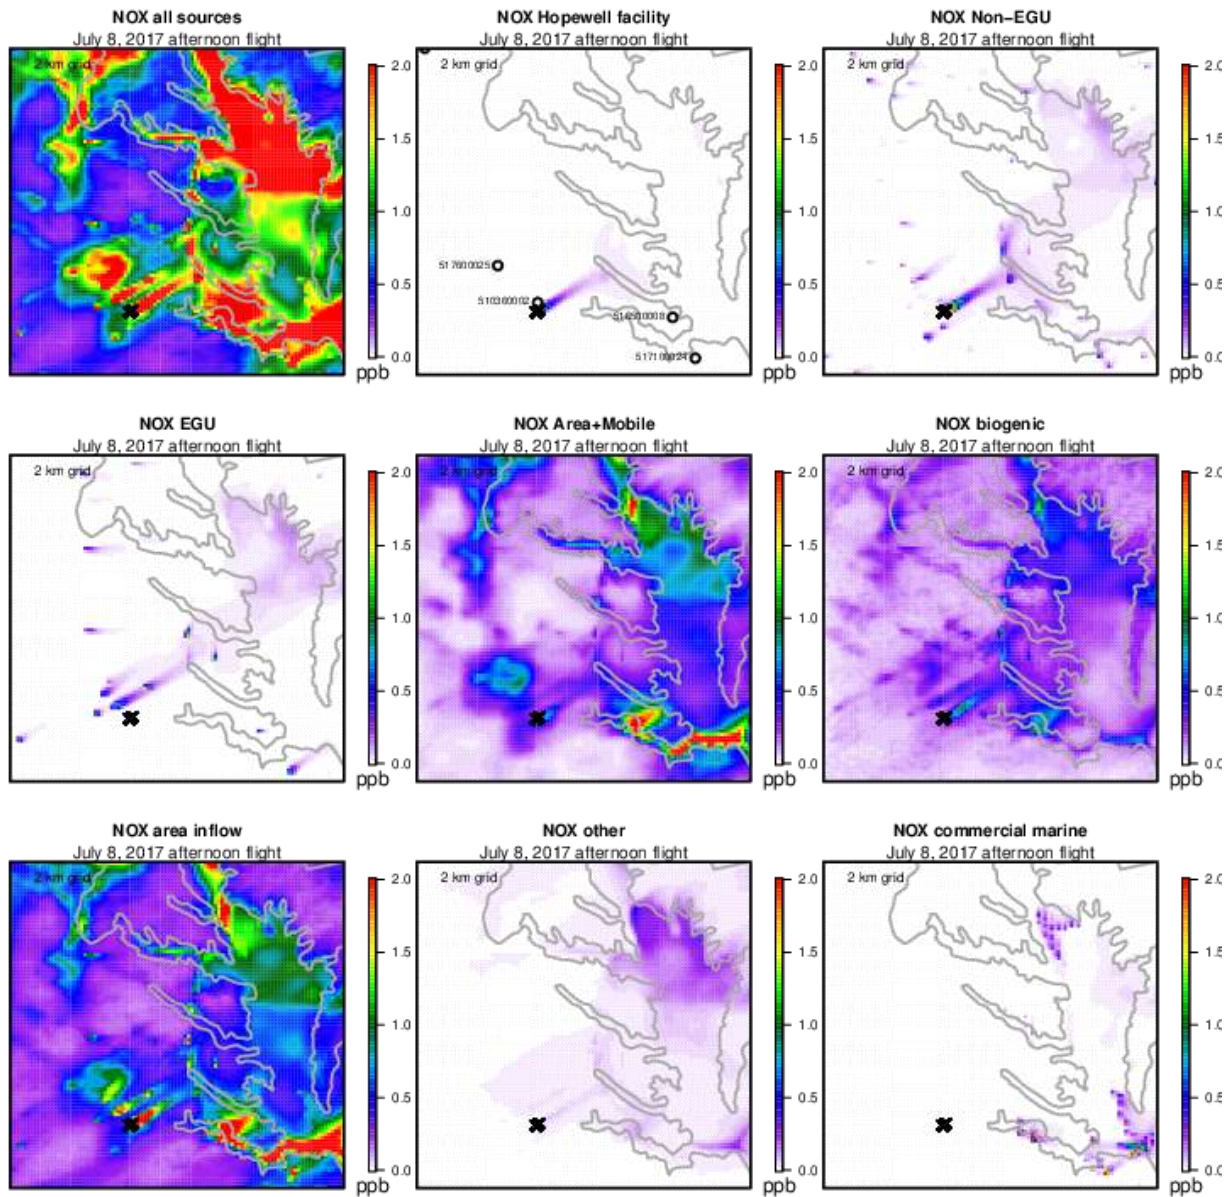 NOX all sources
July 8, 2017 afternoon flight
2 km grid
2.0
1.5
1.0
0.5
0.0
ppb
NOX Hopewell facility
July 8, 2017 afternoon flight
2 km grid
517600025
510360002
517100024
2.0
1.5
1.0
0.5
0.0
ppb
NOX Non−EGU
July 8, 2017 afternoon flight
2 km grid
2.0
1.5
1.0
0.5
0.0
ppb
NOX EGU
July 8, 2017 afternoon flight
2 km grid
2.0
1.5
1.0
0.5
0.0
ppb
NOX Area+Mobile
July 8, 2017 afternoon flight
2 km grid
2.0
1.5
1.0
0.5
0.0
ppb
NOX biogenic
July 8, 2017 afternoon flight
2 km grid
2.0
1.5
1.0
0.5
0.0
ppb
NOX area inflow
July 8, 2017 afternoon flight
2 km grid
2.0
1.5
1.0
0.5
0.0
ppb
NOX other
July 8, 2017 afternoon flight
2 km grid
2.0
1.5
1.0
0.5
0.0
ppb
NOX commercial marine
July 8, 2017 afternoon flight
2 km grid
2.0
1.5
1.0
0.5
0.0
ppb